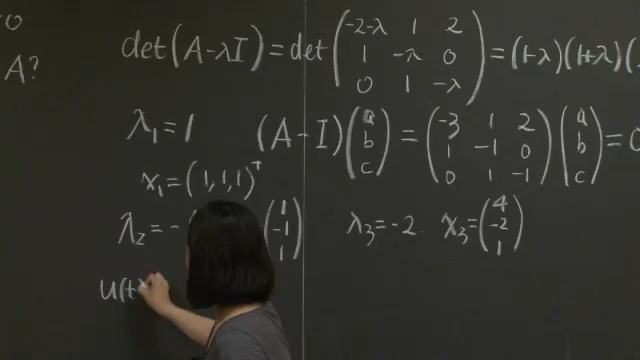 o
A?
det(A-λI) = det ( -2-λ 1 2 ; 1 -λ 0 ; 0 1 -λ ) = (1-λ)(1+λ)(
λ₁ = 1 (A-I) ( a ; b ; c ) = ( -3 1 2 ; 1 -1 0 ; 0 1 -1 ) ( a ; b ; c ) = 0
x₁ = (1, 1, 1)ᵀ
λ₂ = - ( 1 ; -1 ; 1 ) λ₃ = -2. x₃ = ( 4 ; -2 ; 1 )
u(t)